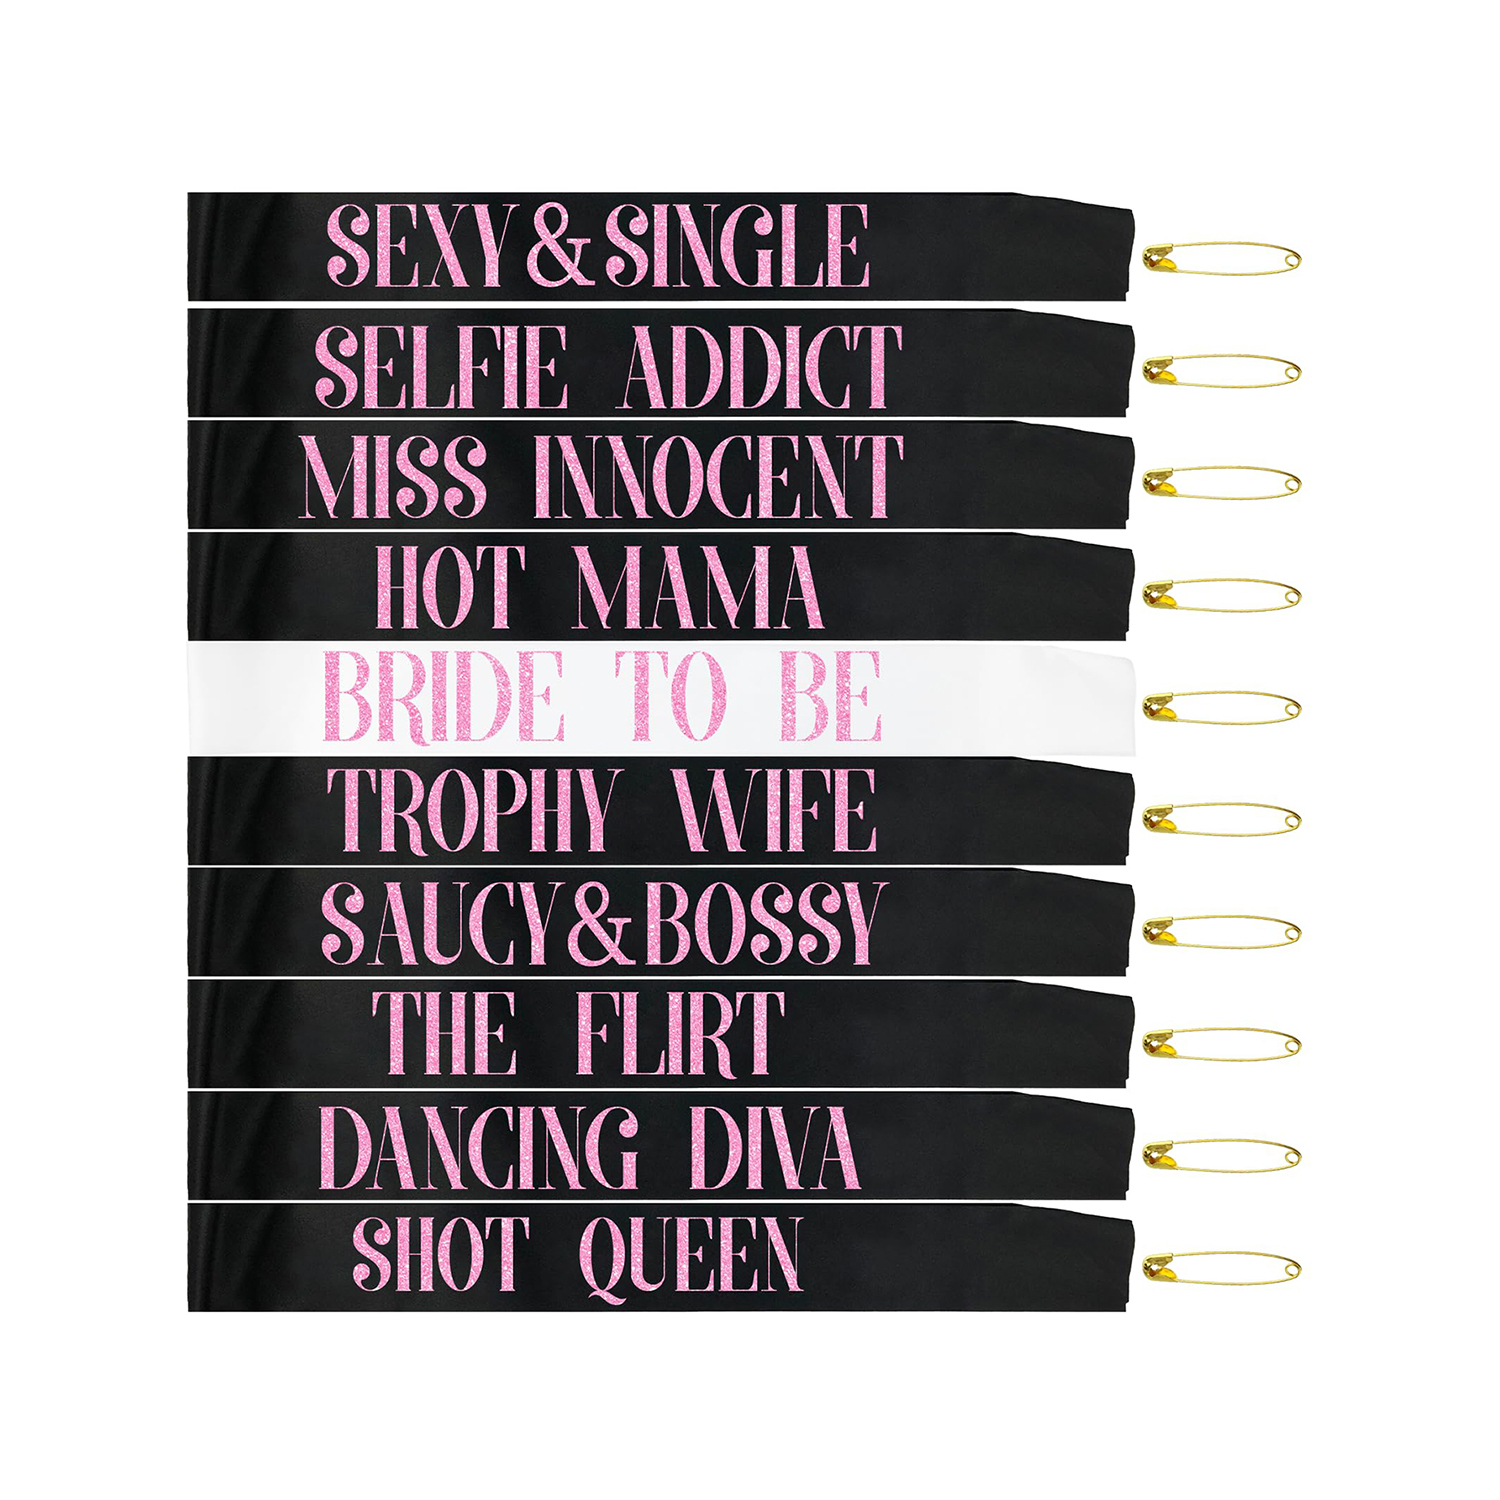 SEXY & SINGLE
SELFIE ADDICT
MISS INNOCENT
HOT MAMA
BRIDE TO BE
TROPHY WIFE
SAUCY & BOSSY
THE FLIRT
DANCING DIVA
SHOT QUEEN